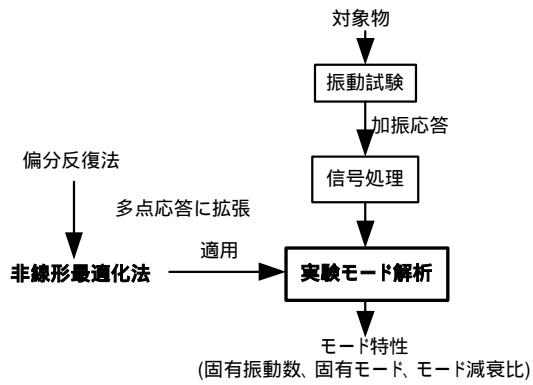 対象物
振動試験
加振応答
偏分反復法
信号処理
多点応答に拡張
適用
非線形最適化法
実験モード解析
モード特性
(固有振動数、固有モード、モード減衰比)